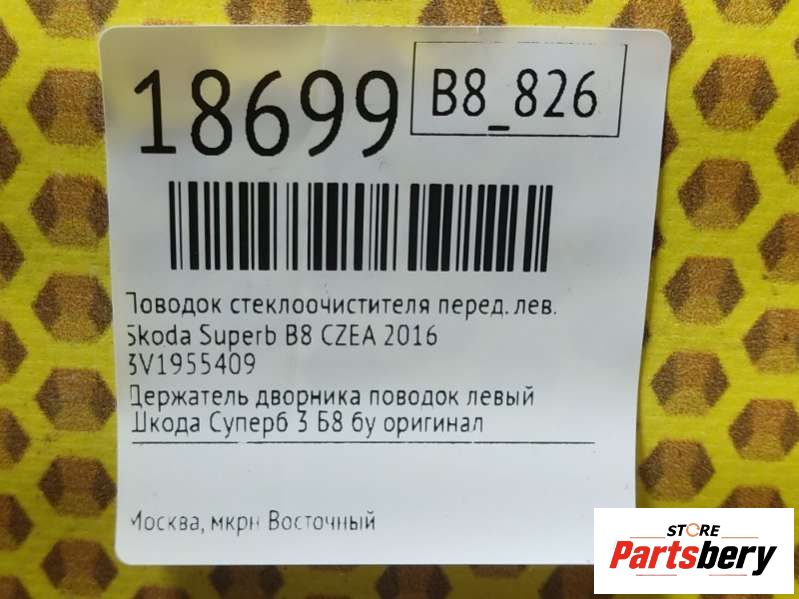 18699
B8_826
Поводок стеклоочистителя перед. лев.
Skoda Superb B8 CZEA 2016
3V1955409
Держатель дворника поводок левый
Шкода Суперб 3 Б8 бу оригинал
Москва, мкрн Восточный
STORE
Partsbery